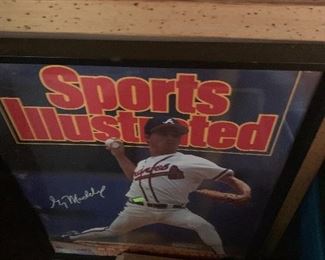 Sports
Illustrated
A
Braves